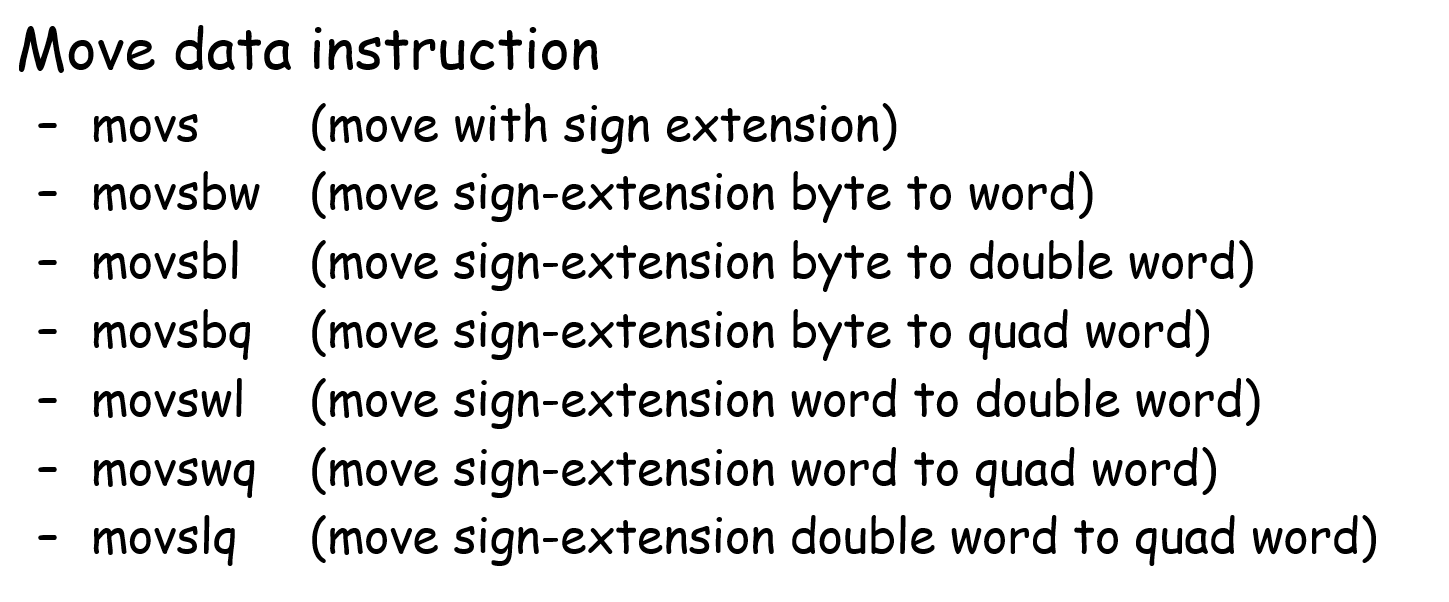 Move data instruction
– movs (move with sign extension)
– movsbw (move sign-extension byte to word)
– movsbl (move sign-extension byte to double word)
– movsbq (move sign-extension byte to quad word)
– movswl (move sign-extension word to double word)
– movswq (move sign-extension word to quad word)
– movslq (move sign-extension double word to quad word)